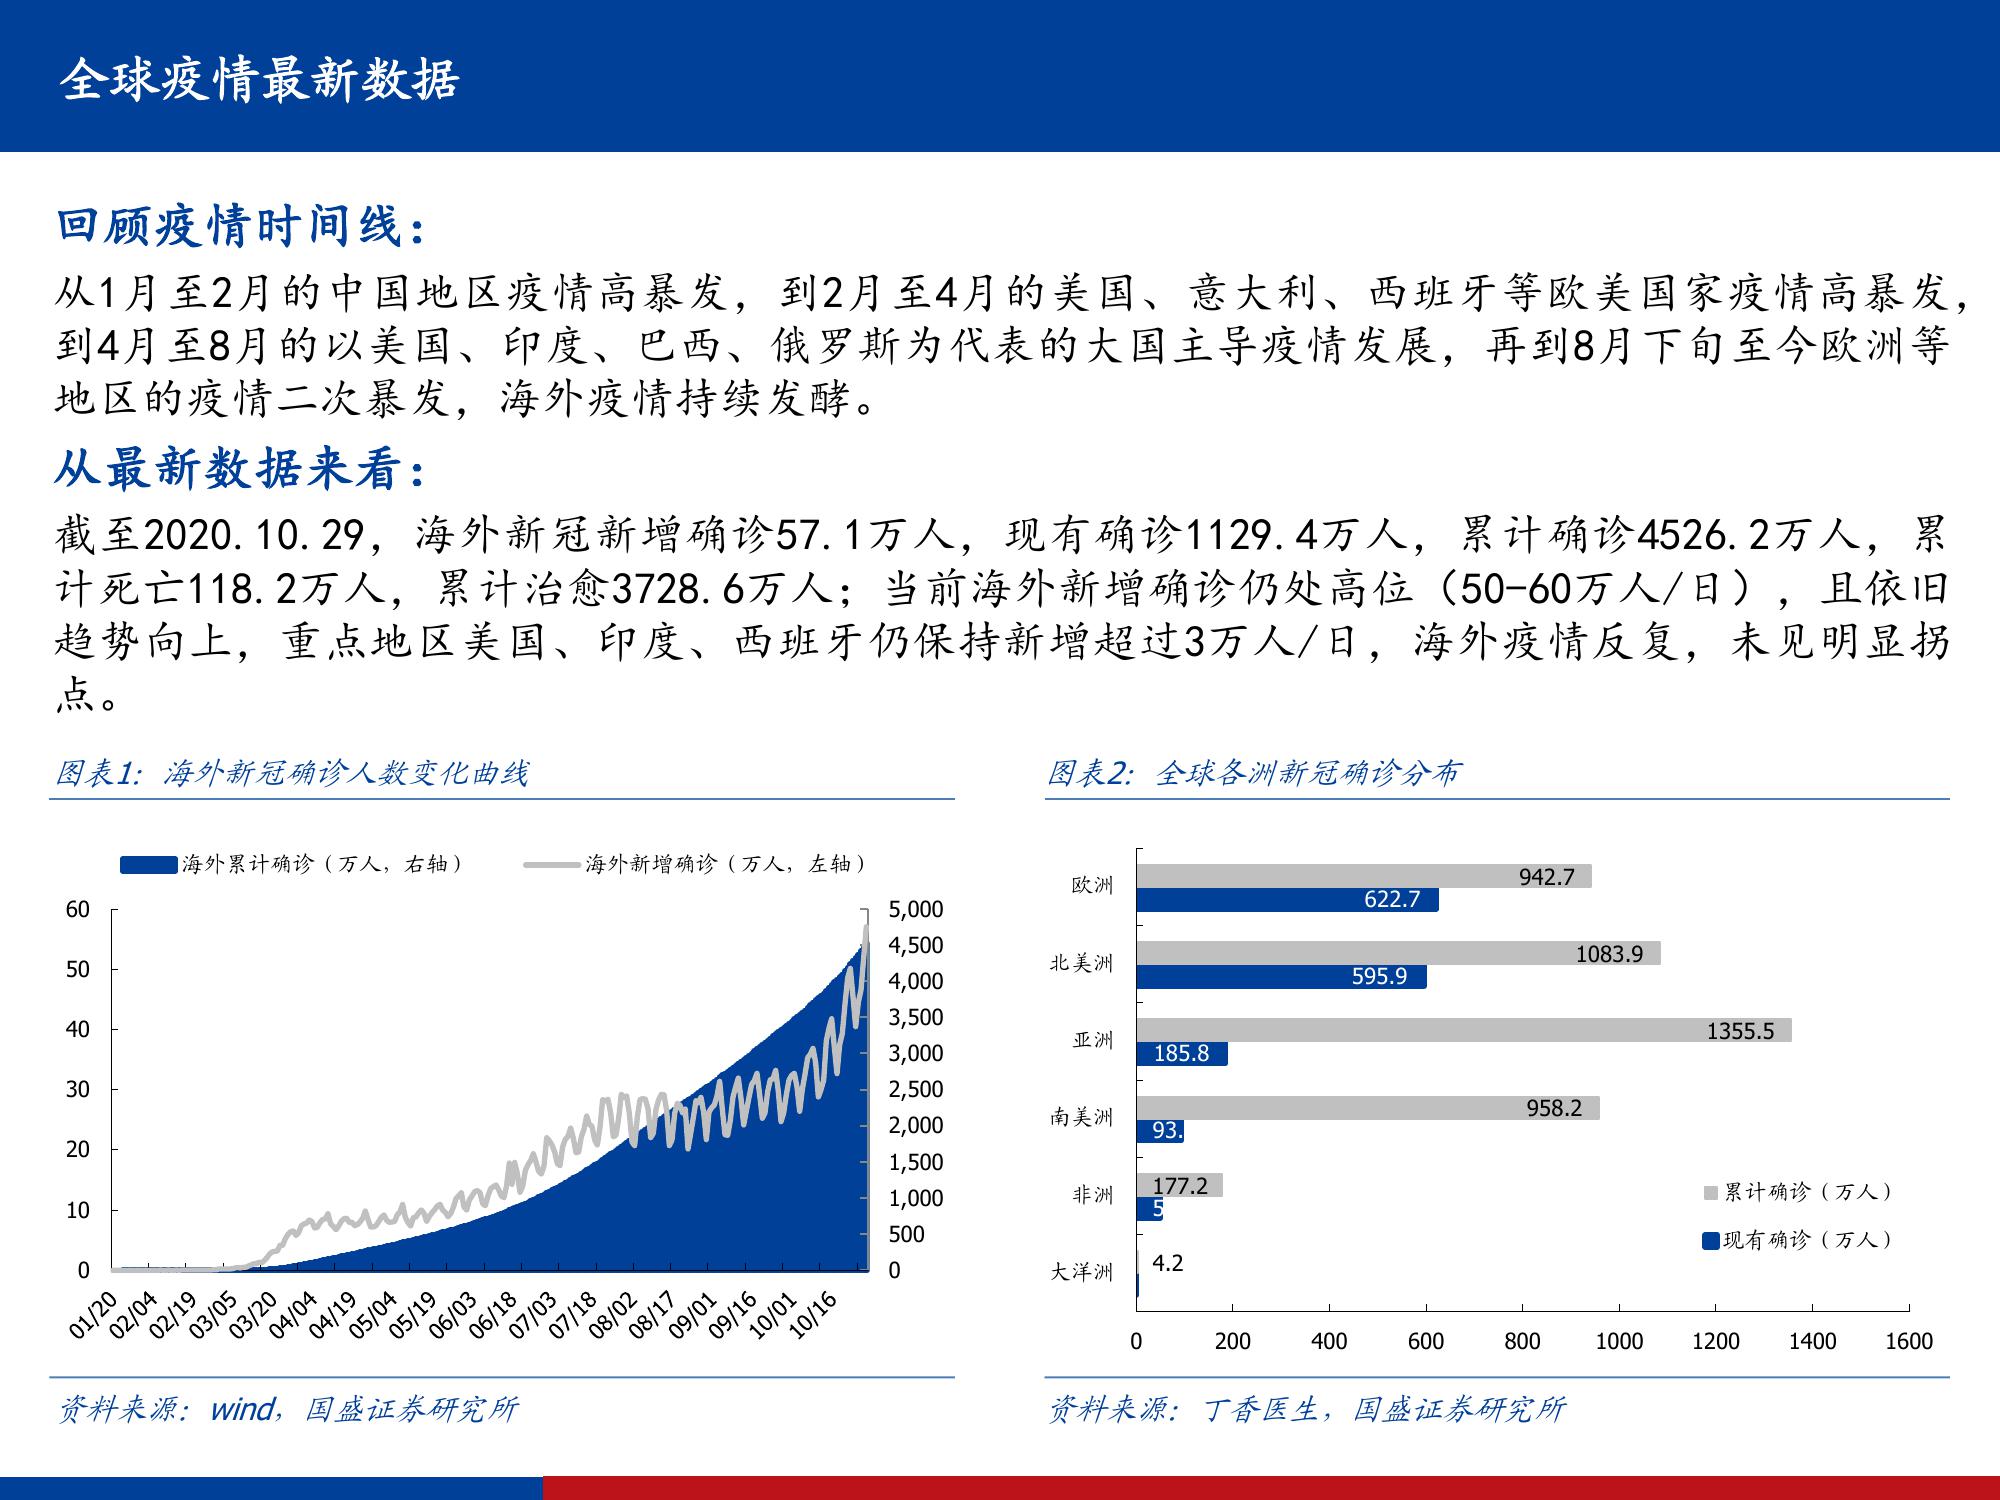 全球疫情最新数据
回顾疫情时间线：
从1月至2月的中国地区疫情高暴发，到2月至4月的美国、意大利、西班牙等欧美国家疫情高暴发，
到4月至8月的以美国、印度、巴西、俄罗斯为代表的大国主导疫情发展，再到8月下旬至今欧洲等
地区的疫情二次暴发，海外疫情持续发酵。
从最新数据来看：
截至2020.10.29，海外新冠新增确诊57.1万人，现有确诊1129.4万人，累计确诊4526.2万人，累
计死亡118.2万人，累计治愈3728.6万人；当前海外新增确诊仍处高位（50-60万人/日），且依旧
趋势向上，重点地区美国、印度、西班牙仍保持新增超过3万人/日，海外疫情反复，未见明显拐
点。
图表1：海外新冠确诊人数变化曲线
海外累计确诊（万人，右轴）
海外新增确诊（万人，左轴）
60
50
40
30
20
10
0
5,000
4,500
4,000
3,500
3,000
2,500
2,000
1,500
1,000
500
0
01/20
02/04
02/19
03/05
03/20
04/04
04/19
05/04
05/19
06/03
06/18
07/03
07/18
08/02
08/17
09/01
09/16
10/01
10/16
资料来源：wind，国盛证券研究所
图表2：全球各洲新冠确诊分布
欧洲
942.7
622.7
北美洲
1083.9
595.9
亚洲
1355.5
185.8
南美洲
958.2
93.
非洲
177.2
5
大洋洲
4.2
累计确诊（万人）
现有确诊（万人）
0
200
400
600
800
1000
1200
1400
1600
资料来源：丁香医生，国盛证券研究所